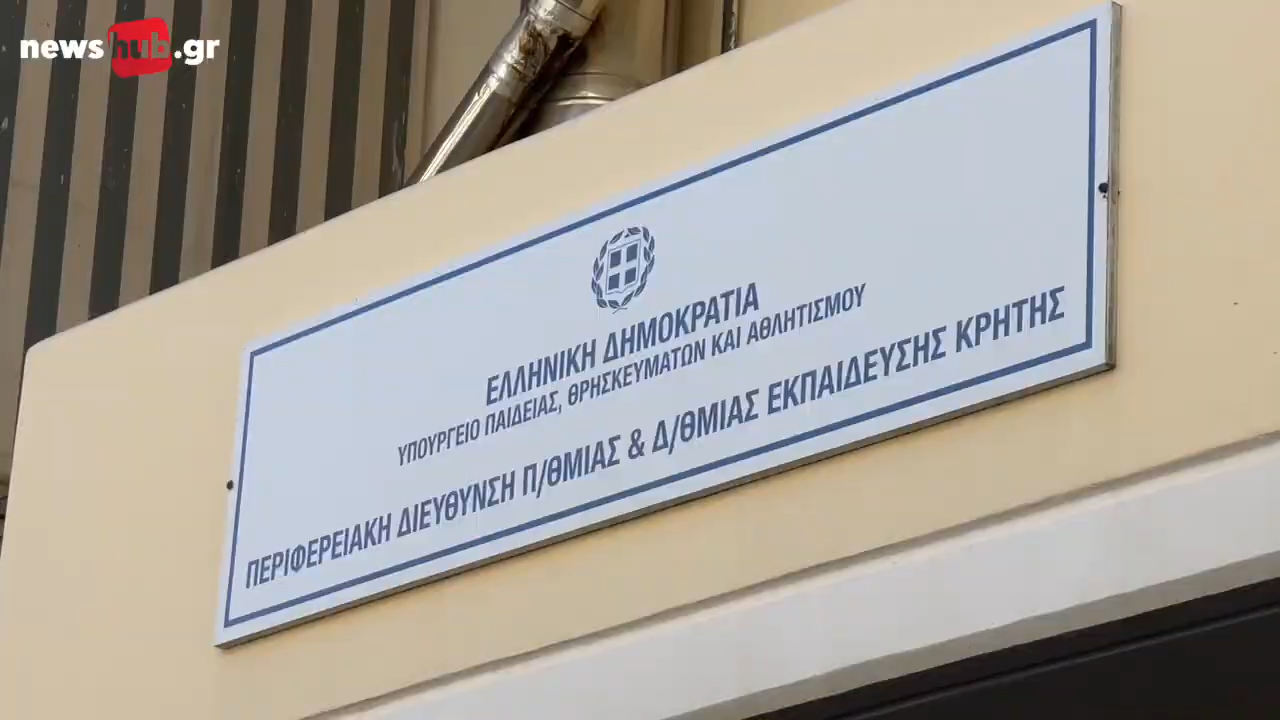 newshub.gr
ΕΛΛΗΝΙΚΗ ΔΗΜΟΚΡΑΤΙΑ
ΥΠΟΥΡΓΕΙΟ ΠΑΙΔΕΙΑΣ, ΘΡΗΣΚΕΥΜΑΤΩΝ ΚΑΙ ΑΘΛΗΤΙΣΜΟΥ
ΠΕΡΙΦΕΡΕΙΑΚΗ ΔΙΕΥΘΥΝΣΗ Π/ΘΜΙΑΣ & Δ/ΘΜΙΑΣ ΕΚΠΑΙΔΕΥΣΗΣ ΚΡΗΤΗΣ